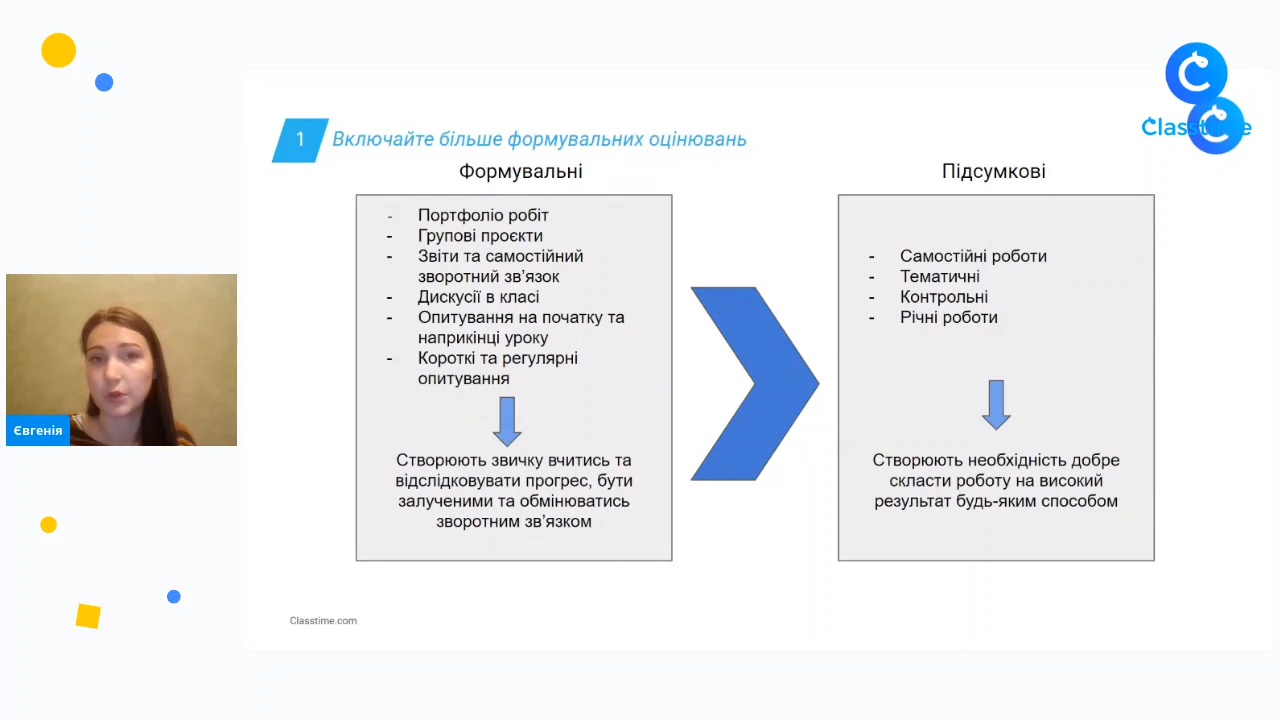 Classtime
1 Включайте більше формувальних оцінювань
Формувальні
- Портфоліо робіт
- Групові проєкти
- Звіти та самостійний
зворотний зв’язок
- Дискусії в класі
- Опитування на початку та
наприкінці уроку
- Короткі та регулярні
опитування
Створюють звичку вчитись та
відслідковувати прогрес, бути
залученими та обмінюватись
зворотним зв’язком
Підсумкові
- Самостійні роботи
- Тематичні
- Контрольні
- Річні роботи
Створюють необхідність добре
скласти роботу на високий
результат будь-яким способом
Євгенія
Classtime.com